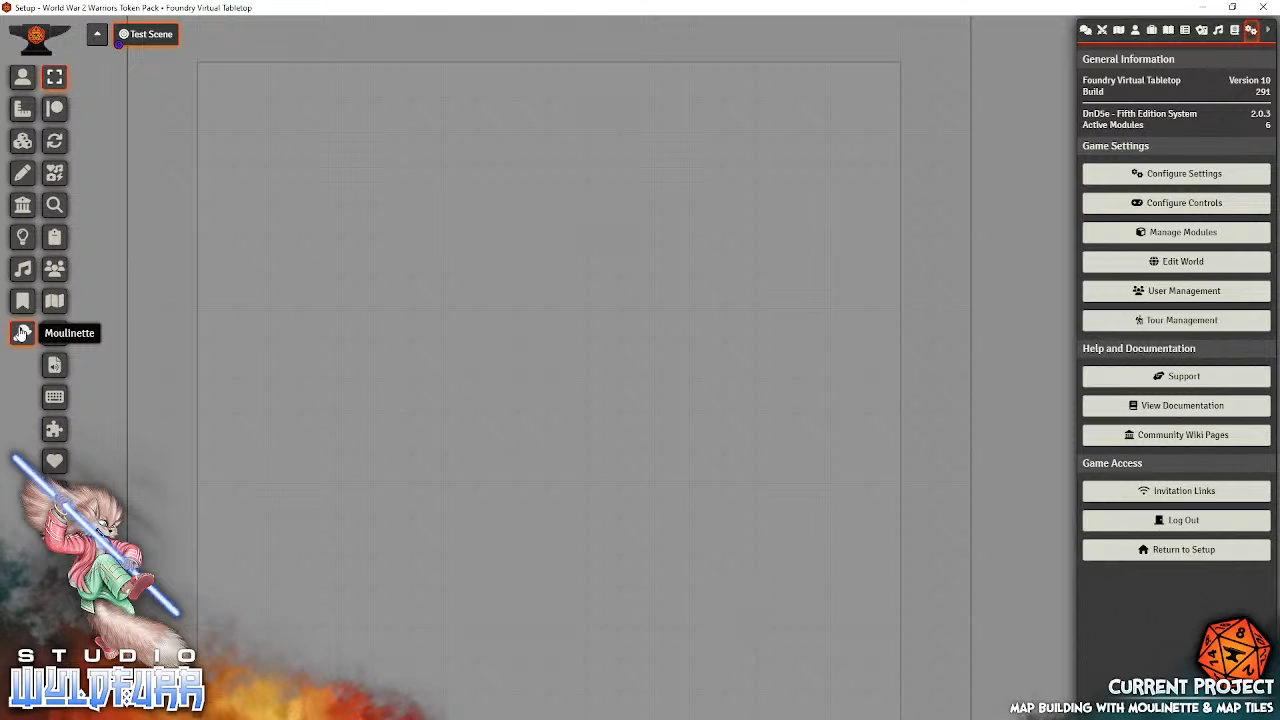 Setup - World War 2 Warriors Token Pack • Foundry Virtual Tabletop
Test Scene
Moulinette
General Information
Foundry Virtual Tabletop Version 10
Build 291
DnD5e - Fifth Edition System 2.0.3
Active Modules 6
Game Settings
Configure Settings
Configure Controls
Manage Modules
Edit World
User Management
Tour Management
Help and Documentation
Support
View Documentation
Community Wiki Pages
Game Access
Invitation Links
Log Out
Return to Setup
STUDIO
WYLDFURR
8
14
CURRENT PROJECT
MAP BUILDING WITH MOULINETTE & MAP TILES